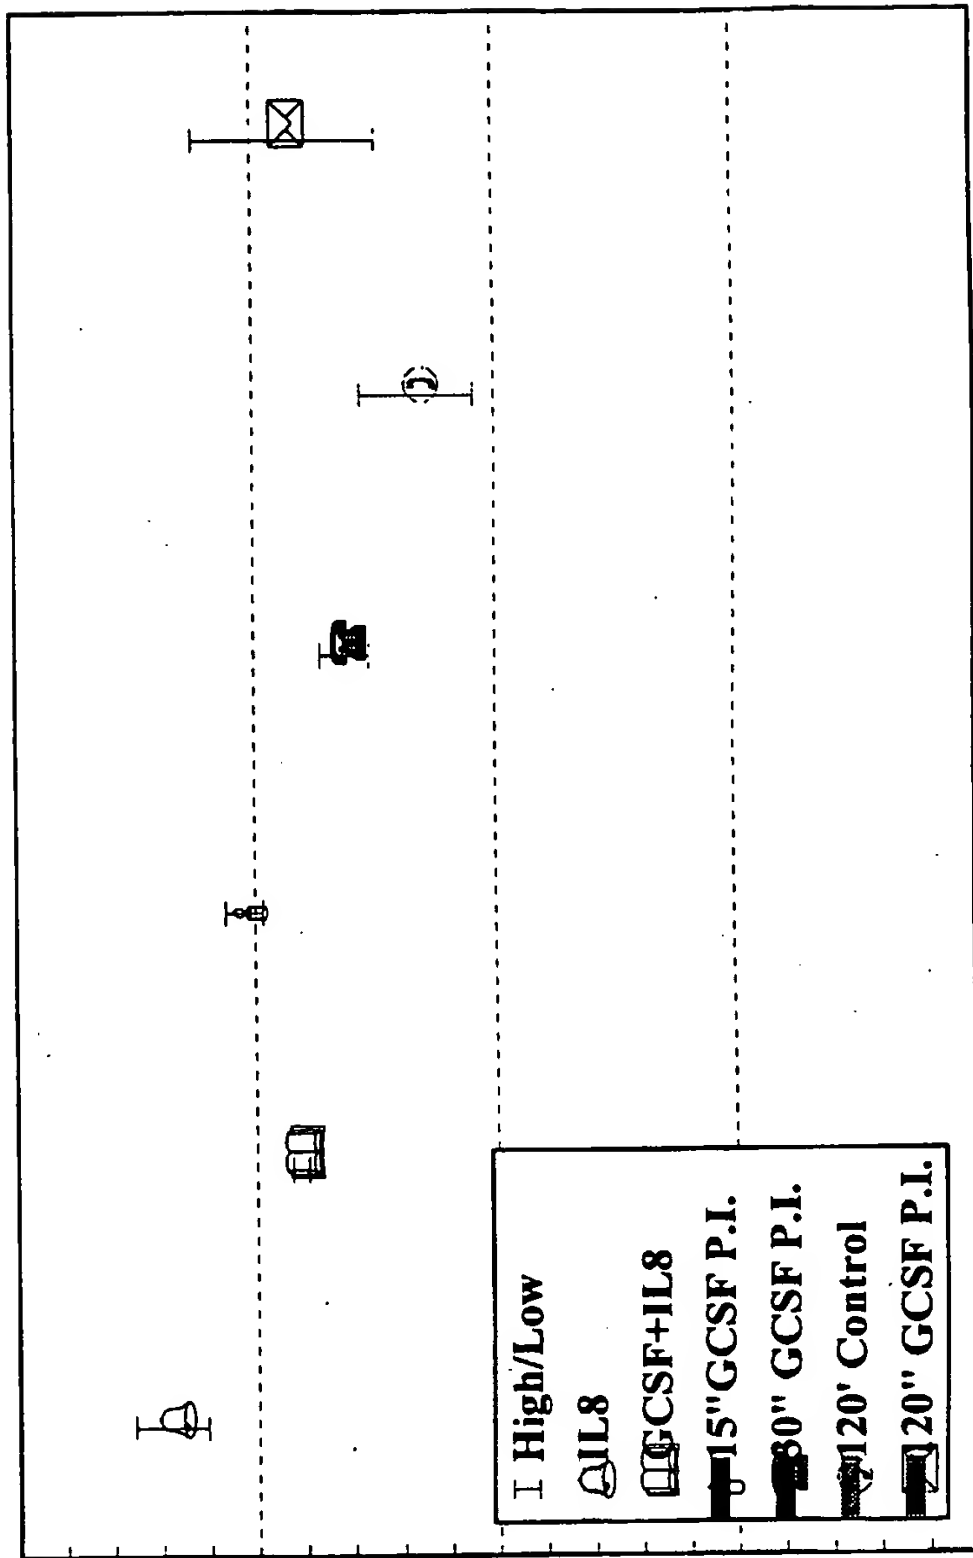 High/Low
IL8
GCSF+IL8
15"GCSF P.I.
30" GCSF P.I.
120' Control
120" GCSF P.I.